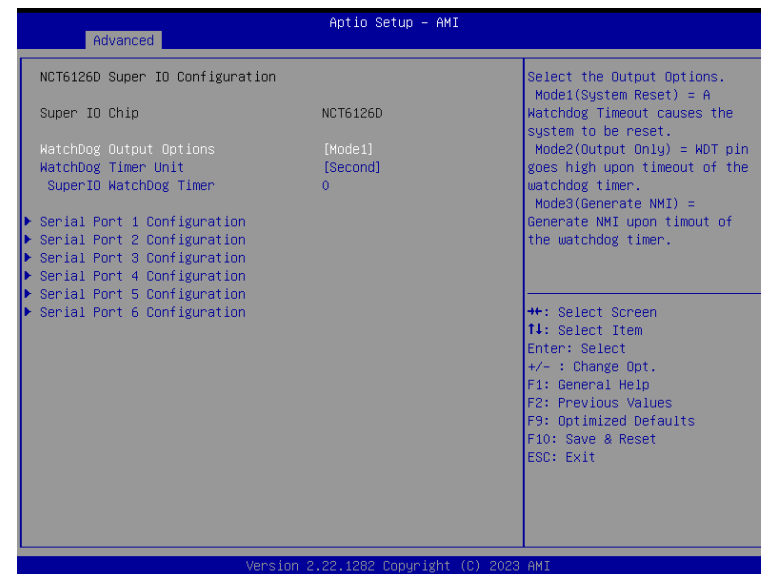 Aptio Setup – AMI
Advanced
NCT6126D Super IO Configuration
Super IO Chip NCT6126D
WatchDog Output Options [Mode1]
WatchDog Timer Unit [Second]
SuperIO WatchDog Timer 0
▶ Serial Port 1 Configuration
▶ Serial Port 2 Configuration
▶ Serial Port 3 Configuration
▶ Serial Port 4 Configuration
▶ Serial Port 5 Configuration
▶ Serial Port 6 Configuration
Select the Output Options.
Mode1(System Reset) = A
Watchdog Timeout causes the
system to be reset.
Mode2(Output Only) = WDT pin
goes high upon timeout of the
watchdog timer.
Mode3(Generate NMI) =
Generate NMI upon timout of
the watchdog timer.
→←: Select Screen
↑↓: Select Item
Enter: Select
+/- : Change Opt.
F1: General Help
F2: Previous Values
F9: Optimized Defaults
F10: Save & Reset
ESC: Exit
Version 2.22.1282 Copyright (C) 2023 AMI